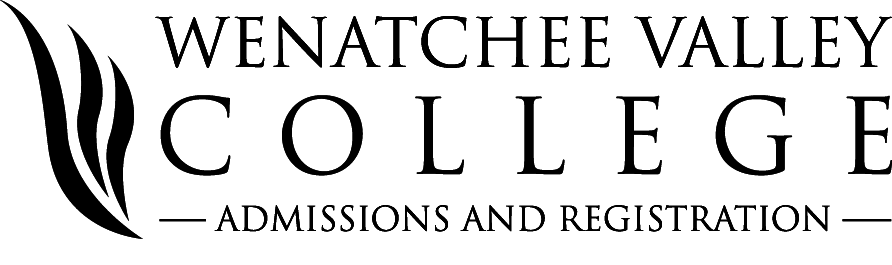 WENATCHEE VALLEY
COLLEGE
ADMISSIONS AND REGISTRATION